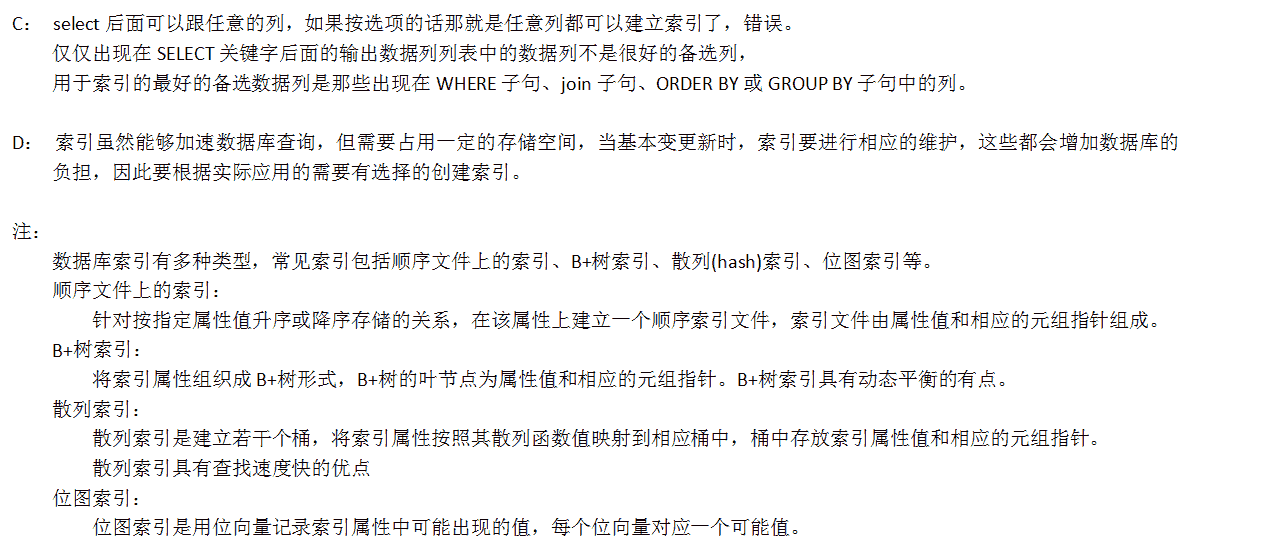 C： select 后面可以跟任意的列，如果按选项的话那就是任意列都可以建立索引了，错误。
仅仅出现在 SELECT 关键字后面的输出数据列列表中的数据列不是很好的备选列，
用于索引的最好的备选数据列是那些出现在 WHERE 子句、join 子句、ORDER BY 或 GROUP BY 子句中的列。
D： 索引虽然能够加速数据库查询，但需要占用一定的存储空间，当基本变更新时，索引要进行相应的维护，这些都会增加数据库的
负担，因此要根据实际应用的需要有选择的创建索引。
注：
数据库索引有多种类型，常见索引包括顺序文件上的索引、B+树索引、散列(hash)索引、位图索引等。
顺序文件上的索引：
针对按指定属性值升序或降序存储的关系，在该属性上建立一个顺序索引文件，索引文件由属性值和相应的元组指针组成。
B+树索引：
将索引属性组织成 B+树形式，B+树的叶节点为属性值和相应的元组指针。B+树索引具有动态平衡的有点。
散列索引：
散列索引是建立若干个桶，将索引属性按照其散列函数值映射到相应桶中，桶中存放索引属性值和相应的元组指针。
散列索引具有查找速度快的优点
位图索引：
位图索引是用位向量记录索引属性中可能出现的值，每个位向量对应一个可能值。